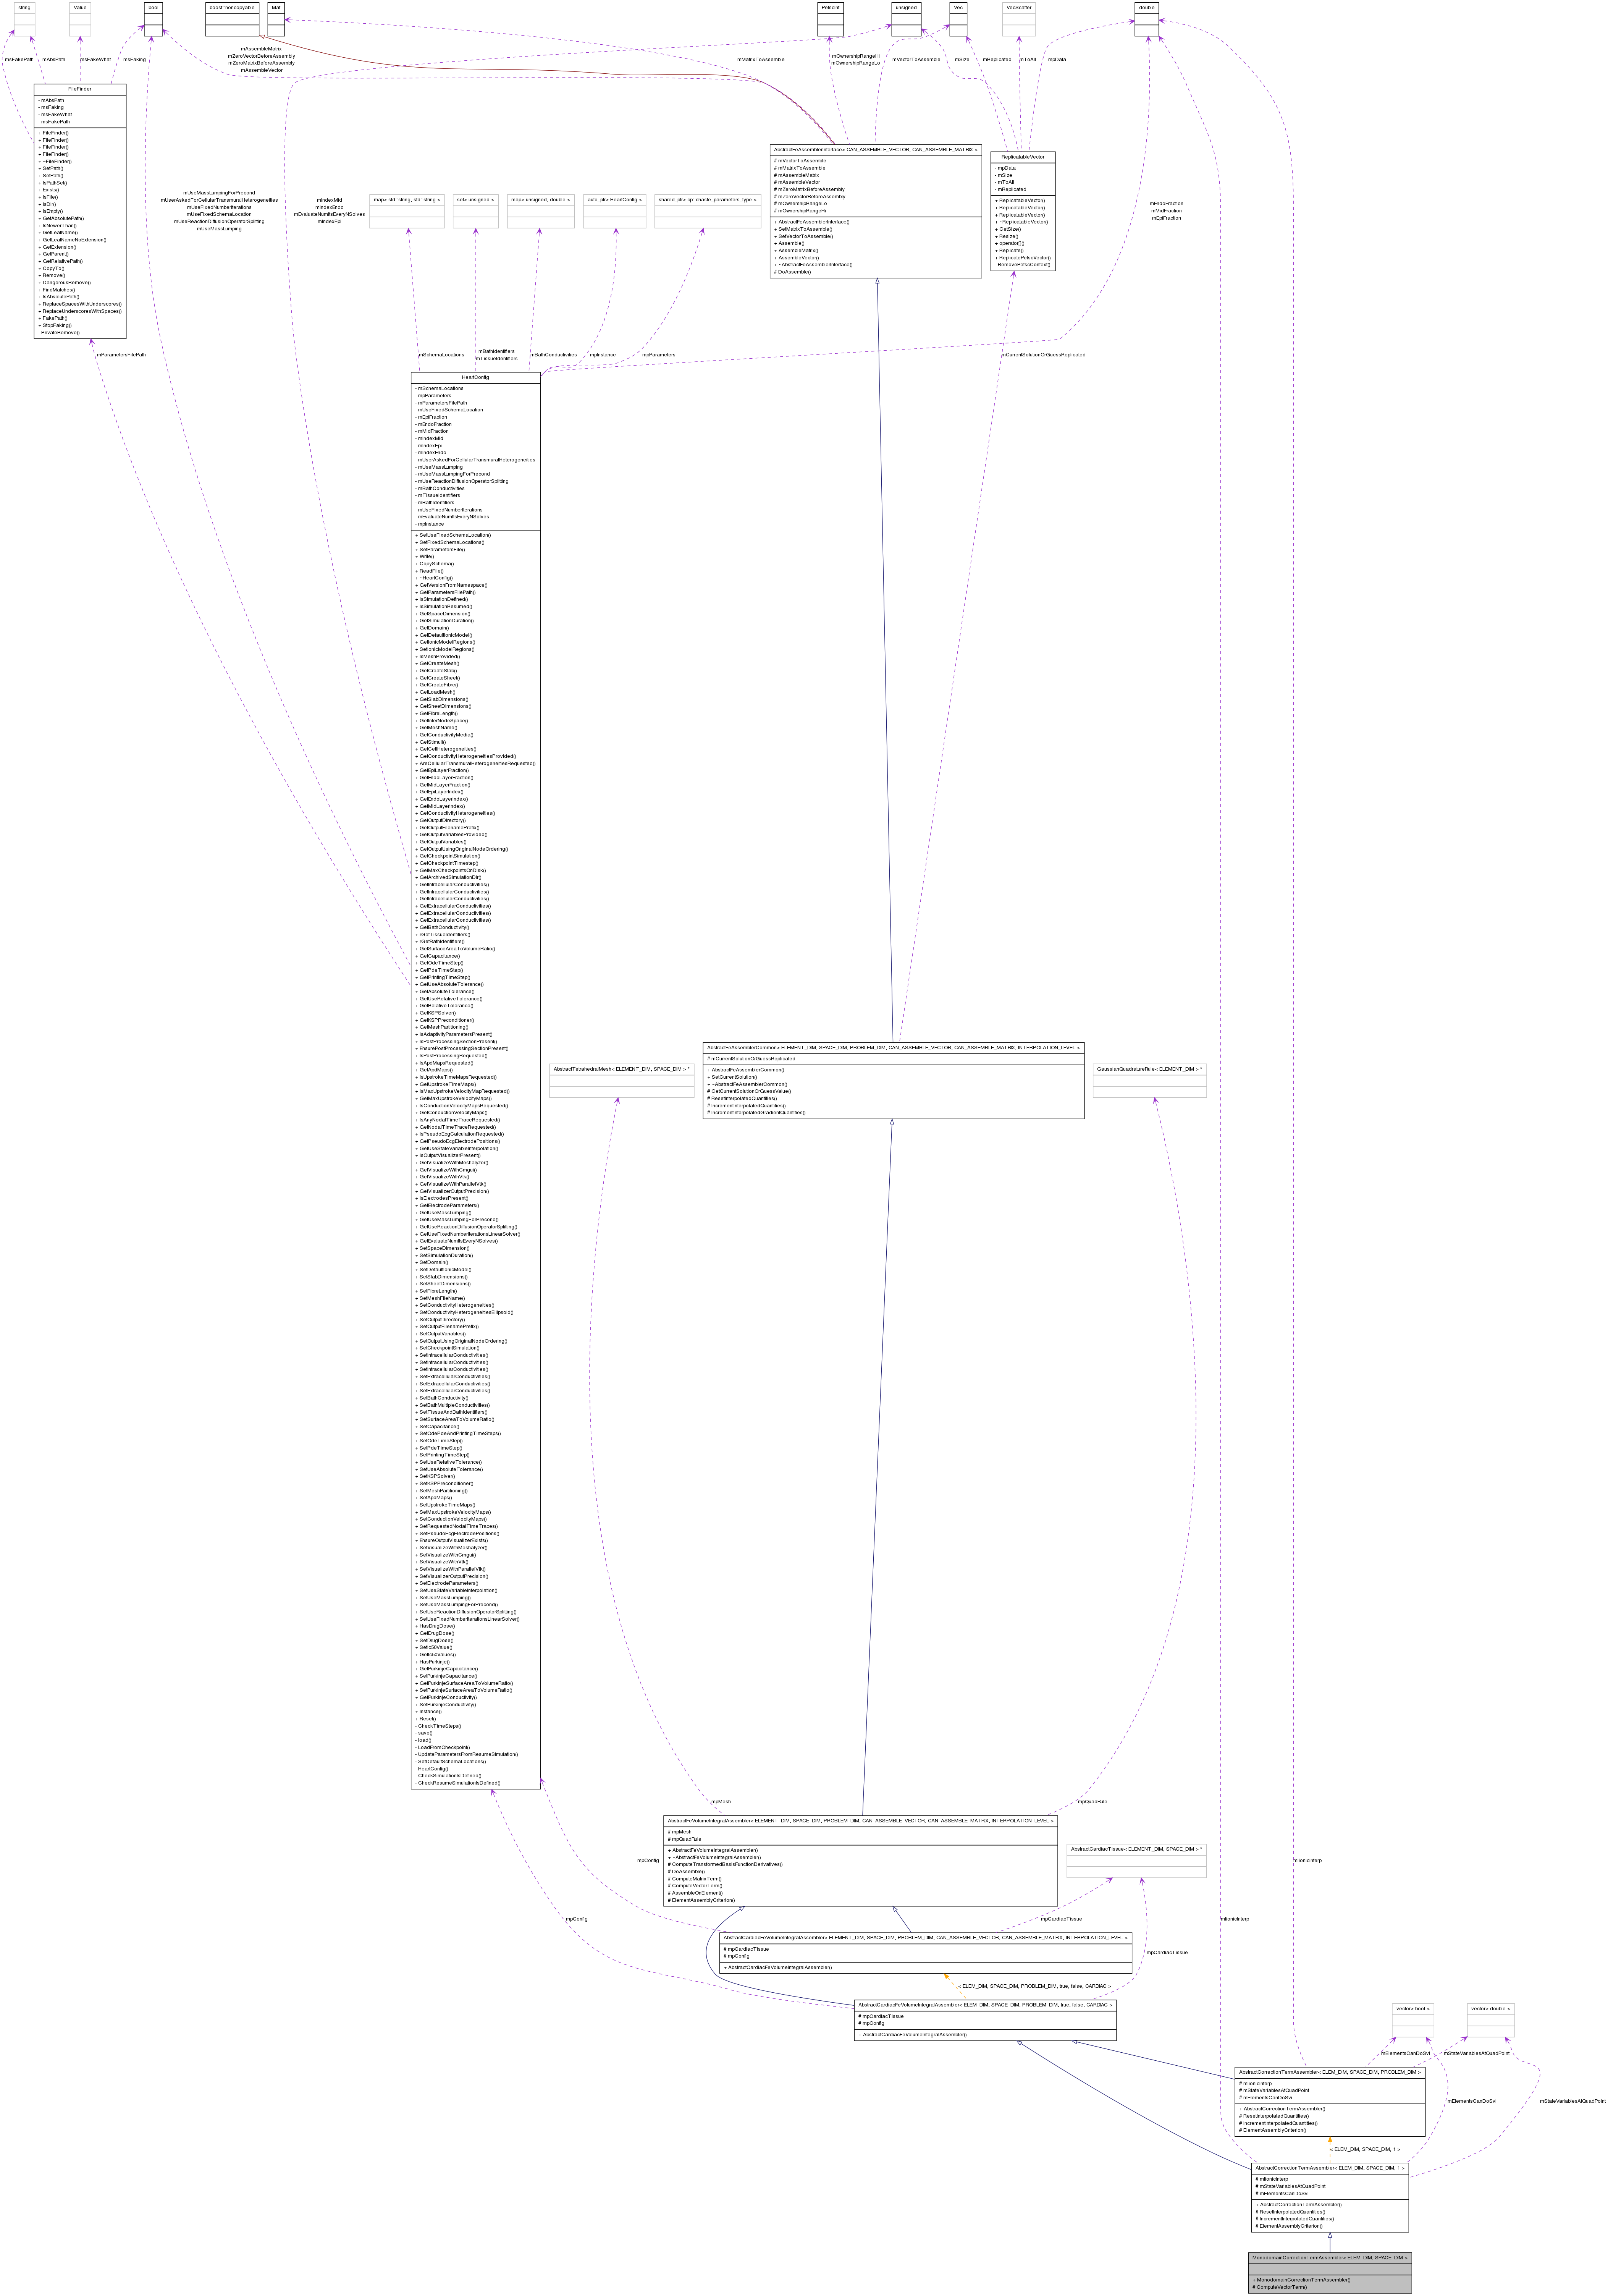 string
Value
bool
boost::noncopyable
Mat
PetscInt
unsigned
Vec
VecScatter
double
msFakePath
mAbsPath
msFakeWhat
msFaking
mAssembleMatrix
mZeroVectorBeforeAssembly
mZeroMatrixBeforeAssembly
mAssembleVector
mMatrixToAssemble
mOwnershipRangeHi
mOwnershipRangeLo
mVectorToAssemble
mSize
mReplicated
mToAll
mpData
FileFinder
- mAbsPath
- msFaking
- msFakeWhat
- msFakePath
+ FileFinder()
+ FileFinder()
+ FileFinder()
+ FileFinder()
+ ~FileFinder()
+ SetPath()
+ SetPath()
+ IsPathSet()
+ Exists()
+ IsFile()
+ IsDir()
+ IsEmpty()
+ GetAbsolutePath()
+ IsNewerThan()
+ GetLeafName()
+ GetLeafNameNoExtension()
+ GetExtension()
+ GetParent()
+ GetRelativePath()
+ CopyTo()
+ Remove()
+ DangerousRemove()
+ FindMatches()
+ IsAbsolutePath()
+ ReplaceSpacesWithUnderscores()
+ ReplaceUnderscoresWithSpaces()
+ FakePath()
+ StopFaking()
- PrivateRemove()
AbstractFeAssemblerInterface< CAN_ASSEMBLE_VECTOR, CAN_ASSEMBLE_MATRIX >
# mVectorToAssemble
# mMatrixToAssemble
# mAssembleMatrix
# mAssembleVector
# mZeroMatrixBeforeAssembly
# mZeroVectorBeforeAssembly
# mOwnershipRangeLo
# mOwnershipRangeHi
+ AbstractFeAssemblerInterface()
+ SetMatrixToAssemble()
+ SetVectorToAssemble()
+ Assemble()
+ AssembleMatrix()
+ AssembleVector()
+ ~AbstractFeAssemblerInterface()
# DoAssemble()
ReplicatableVector
- mpData
- mSize
- mToAll
- mReplicated
+ ReplicatableVector()
+ ReplicatableVector()
+ ReplicatableVector()
+ ~ReplicatableVector()
+ GetSize()
+ Resize()
+ operator[]()
+ Replicate()
+ ReplicatePetscVector()
- RemovePetscContext()
mUseMassLumpingForPrecond
mUserAskedForCellularTransmuralHeterogeneities
mUseFixedNumberIterations
mUseFixedSchemaLocation
mUseReactionDiffusionOperatorSplitting
mUseMassLumping
mIndexMid
mIndexEndo
mEvaluateNumItsEveryNSolves
mIndexEpi
map< std::string, std::string >
set< unsigned >
map< unsigned, double >
auto_ptr< HeartConfig >
shared_ptr< cp::chaste_parameters_type >
mEndoFraction
mMidFraction
mEpiFraction
mParametersFilePath
mSchemaLocations
mBathIdentifiers
mTissueIdentifiers
mBathConductivities
mpInstance
mpParameters
mCurrentSolutionOrGuessReplicated
HeartConfig
- mSchemaLocations
- mpParameters
- mParametersFilePath
- mUseFixedSchemaLocation
- mEpiFraction
- mEndoFraction
- mMidFraction
- mIndexMid
- mIndexEpi
- mIndexEndo
- mUserAskedForCellularTransmuralHeterogeneities
- mUseMassLumping
- mUseMassLumpingForPrecond
- mUseReactionDiffusionOperatorSplitting
- mBathConductivities
- mTissueIdentifiers
- mBathIdentifiers
- mUseFixedNumberIterations
- mEvaluateNumItsEveryNSolves
- mpInstance
+ SetUseFixedSchemaLocation()
+ SetFixedSchemaLocations()
+ SetParametersFile()
+ Write()
+ CopySchema()
+ ReadFile()
+ ~HeartConfig()
+ GetVersionFromNamespace()
+ GetParametersFilePath()
+ IsSimulationDefined()
+ IsSimulationResumed()
+ GetSpaceDimension()
+ GetSimulationDuration()
+ GetDomain()
+ GetDefaultIonicModel()
+ GetIonicModelRegions()
+ SetIonicModelRegions()
+ IsMeshProvided()
+ GetCreateMesh()
+ GetCreateSlab()
+ GetCreateSheet()
+ GetCreateFibre()
+ GetLoadMesh()
+ GetSlabDimensions()
+ GetSheetDimensions()
+ GetFibreLength()
+ GetInterNodeSpace()
+ GetMeshName()
+ GetConductivityMedia()
+ GetStimuli()
+ GetCellHeterogeneities()
+ GetConductivityHeterogeneitiesProvided()
+ AreCellularTransmuralHeterogeneitiesRequested()
+ GetEpiLayerFraction()
+ GetEndoLayerFraction()
+ GetMidLayerFraction()
+ GetEpiLayerIndex()
+ GetEndoLayerIndex()
+ GetMidLayerIndex()
+ GetConductivityHeterogeneities()
+ GetOutputDirectory()
+ GetOutputFilenamePrefix()
+ GetOutputVariablesProvided()
+ GetOutputVariables()
+ GetOutputUsingOriginalNodeOrdering()
+ GetCheckpointSimulation()
+ GetCheckpointTimestep()
+ GetMaxCheckpointsOnDisk()
+ GetArchivedSimulationDir()
+ GetIntracellularConductivities()
+ GetIntracellularConductivities()
+ GetIntracellularConductivities()
+ GetExtracellularConductivities()
+ GetExtracellularConductivities()
+ GetExtracellularConductivities()
+ GetBathConductivity()
+ rGetTissueIdentifiers()
+ rGetBathIdentifiers()
+ GetSurfaceAreaToVolumeRatio()
+ GetCapacitance()
+ GetOdeTimeStep()
+ GetPdeTimeStep()
+ GetPrintingTimeStep()
+ GetUseAbsoluteTolerance()
+ GetAbsoluteTolerance()
+ GetUseRelativeTolerance()
+ GetRelativeTolerance()
+ GetKSPSolver()
+ GetKSPPreconditioner()
+ GetMeshPartitioning()
+ IsAdaptivityParametersPresent()
+ IsPostProcessingSectionPresent()
+ EnsurePostProcessingSectionPresent()
+ IsPostProcessingRequested()
+ IsApdMapsRequested()
+ GetApdMaps()
+ IsUpstrokeTimeMapsRequested()
+ GetUpstrokeTimeMaps()
+ IsMaxUpstrokeVelocityMapRequested()
+ GetMaxUpstrokeVelocityMaps()
+ IsConductionVelocityMapsRequested()
+ GetConductionVelocityMaps()
+ IsAnyNodalTimeTraceRequested()
+ GetNodalTimeTraceRequested()
+ IsPseudoEcgCalculationRequested()
+ GetPseudoEcgElectrodePositions()
+ GetUseStateVariableInterpolation()
+ IsOutputVisualizerPresent()
+ GetVisualizeWithMeshalyzer()
+ GetVisualizeWithCmgui()
+ GetVisualizeWithVtk()
+ GetVisualizeWithParallelVtk()
+ GetVisualizerOutputPrecision()
+ IsElectrodesPresent()
+ GetElectrodeParameters()
+ GetUseMassLumping()
+ GetUseMassLumpingForPrecond()
+ GetUseReactionDiffusionOperatorSplitting()
+ GetUseFixedNumberIterationsLinearSolver()
+ GetEvaluateNumItsEveryNSolves()
+ SetSpaceDimension()
+ SetSimulationDuration()
+ SetDomain()
+ SetDefaultIonicModel()
+ SetSlabDimensions()
+ SetSheetDimensions()
+ SetFibreLength()
+ SetMeshFileName()
+ SetConductivityHeterogeneities()
+ SetConductivityHeterogeneitiesEllipsoid()
+ SetOutputDirectory()
+ SetOutputFilenamePrefix()
+ SetOutputVariables()
+ SetOutputUsingOriginalNodeOrdering()
+ SetCheckpointSimulation()
+ SetIntracellularConductivities()
+ SetIntracellularConductivities()
+ SetIntracellularConductivities()
+ SetExtracellularConductivities()
+ SetExtracellularConductivities()
+ SetExtracellularConductivities()
+ SetBathConductivity()
+ SetBathMultipleConductivities()
+ SetTissueAndBathIdentifiers()
+ SetSurfaceAreaToVolumeRatio()
+ SetCapacitance()
+ SetOdePdeAndPrintingTimeSteps()
+ SetOdeTimeStep()
+ SetPdeTimeStep()
+ SetPrintingTimeStep()
+ SetUseRelativeTolerance()
+ SetUseAbsoluteTolerance()
+ SetKSPSolver()
+ SetKSPPreconditioner()
+ SetMeshPartitioning()
+ SetApdMaps()
+ SetUpstrokeTimeMaps()
+ SetMaxUpstrokeVelocityMaps()
+ SetConductionVelocityMaps()
+ SetRequestedNodalTimeTraces()
+ SetPseudoEcgElectrodePositions()
+ EnsureOutputVisualizerExists()
+ SetVisualizeWithMeshalyzer()
+ SetVisualizeWithCmgui()
+ SetVisualizeWithVtk()
+ SetVisualizeWithParallelVtk()
+ SetVisualizerOutputPrecision()
+ SetElectrodeParameters()
+ SetUseStateVariableInterpolation()
+ SetUseMassLumping()
+ SetUseMassLumpingForPrecond()
+ SetUseReactionDiffusionOperatorSplitting()
+ SetUseFixedNumberIterationsLinearSolver()
+ HasDrugDose()
+ GetDrugDose()
+ SetDrugDose()
+ SetIc50Value()
+ GetIc50Values()
+ HasPurkinje()
+ GetPurkinjeCapacitance()
+ SetPurkinjeCapacitance()
+ GetPurkinjeSurfaceAreaToVolumeRatio()
+ SetPurkinjeSurfaceAreaToVolumeRatio()
+ GetPurkinjeConductivity()
+ SetPurkinjeConductivity()
+ Instance()
+ Reset()
- CheckTimeSteps()
- save()
- load()
- LoadFromCheckpoint()
- UpdateParametersFromResumeSimulation()
- SetDefaultSchemaLocations()
- HeartConfig()
- CheckSimulationIsDefined()
- CheckResumeSimulationIsDefined()
AbstractFeAssemblerCommon< ELEMENT_DIM, SPACE_DIM, PROBLEM_DIM, CAN_ASSEMBLE_VECTOR, CAN_ASSEMBLE_MATRIX, INTERPOLATION_LEVEL >
# mCurrentSolutionOrGuessReplicated
+ AbstractFeAssemblerCommon()
+ SetCurrentSolution()
+ ~AbstractFeAssemblerCommon()
# GetCurrentSolutionOrGuessValue()
# ResetInterpolatedQuantities()
# IncrementInterpolatedQuantities()
# IncrementInterpolatedGradientQuantities()
AbstractTetrahedralMesh< ELEMENT_DIM, SPACE_DIM > *
GaussianQuadratureRule< ELEMENT_DIM > *
mpMesh
mpQuadRule
AbstractFeVolumeIntegralAssembler< ELEMENT_DIM, SPACE_DIM, PROBLEM_DIM, CAN_ASSEMBLE_VECTOR, CAN_ASSEMBLE_MATRIX, INTERPOLATION_LEVEL >
# mpMesh
# mpQuadRule
+ AbstractFeVolumeIntegralAssembler()
+ ~AbstractFeVolumeIntegralAssembler()
# ComputeTransformedBasisFunctionDerivatives()
# DoAssemble()
# ComputeMatrixTerm()
# ComputeVectorTerm()
# AssembleOnElement()
# ElementAssemblyCriterion()
AbstractCardiacTissue< ELEMENT_DIM, SPACE_DIM > *
mpConfig
mIionicInterp
mpConfig
mpCardiacTissue
mIionicInterp
AbstractCardiacFeVolumeIntegralAssembler< ELEMENT_DIM, SPACE_DIM, PROBLEM_DIM, CAN_ASSEMBLE_VECTOR, CAN_ASSEMBLE_MATRIX, INTERPOLATION_LEVEL >
# mpCardiacTissue
# mpConfig
+ AbstractCardiacFeVolumeIntegralAssembler()
mpCardiacTissue
< ELEM_DIM, SPACE_DIM, PROBLEM_DIM, true, false, CARDIAC >
AbstractCardiacFeVolumeIntegralAssembler< ELEM_DIM, SPACE_DIM, PROBLEM_DIM, true, false, CARDIAC >
# mpCardiacTissue
# mpConfig
+ AbstractCardiacFeVolumeIntegralAssembler()
vector< bool >
vector< double >
mElementsCanDoSvi
mStateVariablesAtQuadPoint
AbstractCorrectionTermAssembler< ELEM_DIM, SPACE_DIM, PROBLEM_DIM >
# mIionicInterp
# mStateVariablesAtQuadPoint
# mElementsCanDoSvi
+ AbstractCorrectionTermAssembler()
# ResetInterpolatedQuantities()
# IncrementInterpolatedQuantities()
# ElementAssemblyCriterion()
mElementsCanDoSvi
mStateVariablesAtQuadPoint
< ELEM_DIM, SPACE_DIM, 1 >
AbstractCorrectionTermAssembler< ELEM_DIM, SPACE_DIM, 1 >
# mIionicInterp
# mStateVariablesAtQuadPoint
# mElementsCanDoSvi
+ AbstractCorrectionTermAssembler()
# ResetInterpolatedQuantities()
# IncrementInterpolatedQuantities()
# ElementAssemblyCriterion()
MonodomainCorrectionTermAssembler< ELEM_DIM, SPACE_DIM >
+ MonodomainCorrectionTermAssembler()
# ComputeVectorTerm()